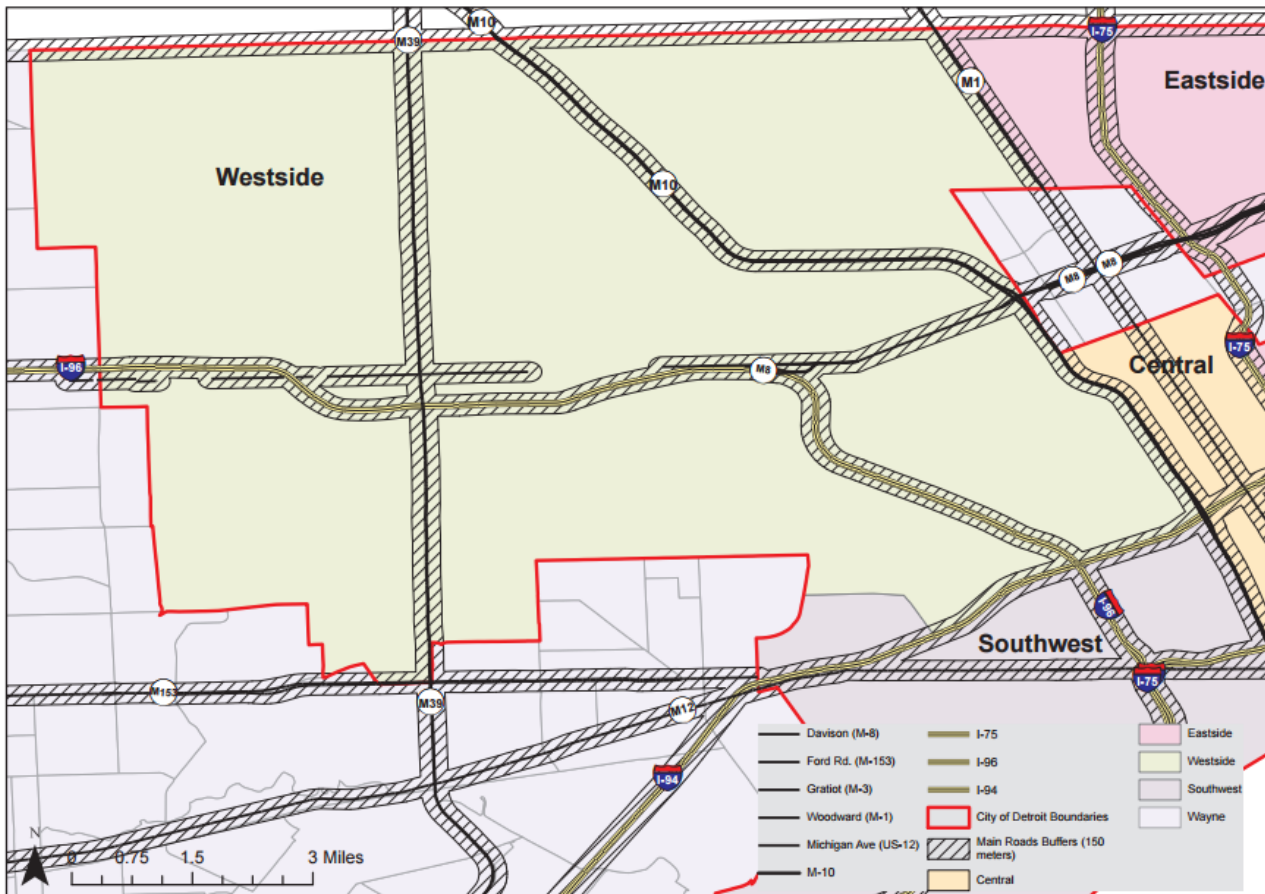 M10
M39
I-75
M1
Eastside
Westside
M10
M8
M8
I-96
M8
I-75
Central
I-96
Southwest
M153
M39
M12
I-75
I-94
N
0 0.75 1.5 3 Miles
Davison (M-8)
Ford Rd. (M-153)
Gratiot (M-3)
Woodward (M-1)
Michigan Ave (US-12)
M-10
I-75
I-96
I-94
City of Detroit Boundaries
Main Roads Buffers (150
meters)
Central
Eastside
Westside
Southwest
Wayne